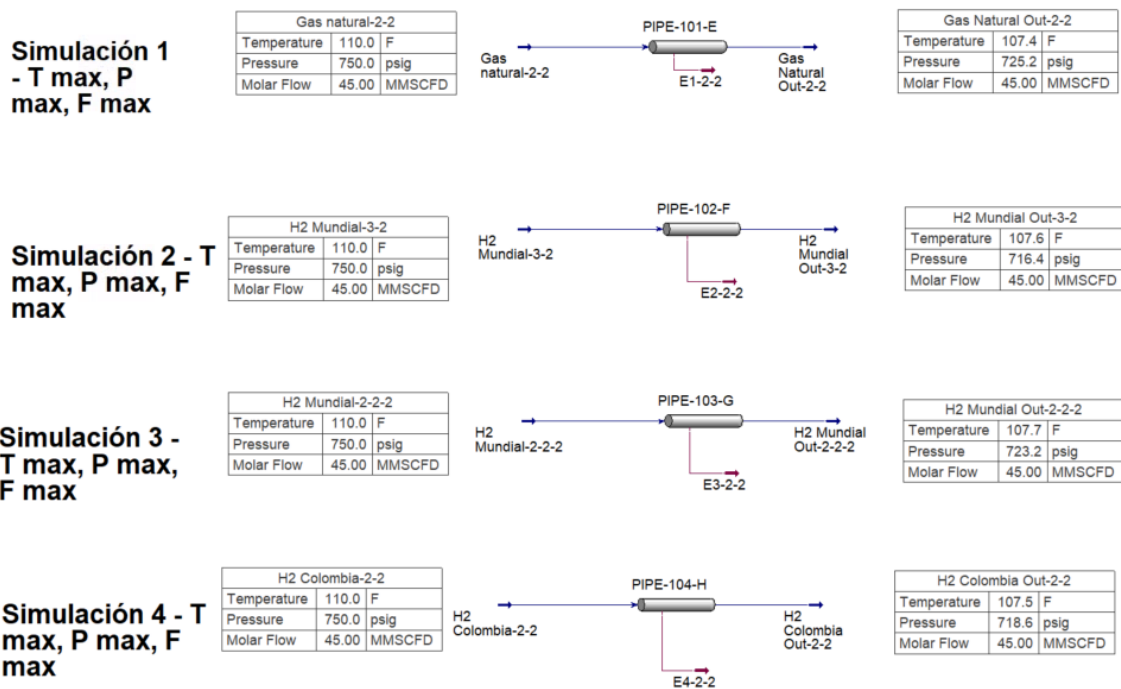 Simulación 1
- T max, P
max, F max
Gas natural-2-2
Temperature 110.0 F
Pressure 750.0 psig
Molar Flow 45.00 MMSCFD
PIPE-101-E
Gas
natural-2-2
E1-2-2
Gas
Natural
Out-2-2
Gas Natural Out-2-2
Temperature 107.4 F
Pressure 725.2 psig
Molar Flow 45.00 MMSCFD
Simulación 2 - T
max, P max, F
max
H2 Mundial-3-2
Temperature 110.0 F
Pressure 750.0 psig
Molar Flow 45.00 MMSCFD
PIPE-102-F
H2
Mundial-3-2
E2-2-2
H2
Mundial
Out-3-2
H2 Mundial Out-3-2
Temperature 107.6 F
Pressure 716.4 psig
Molar Flow 45.00 MMSCFD
Simulación 3 -
T max, P max,
F max
H2 Mundial-2-2-2
Temperature 110.0 F
Pressure 750.0 psig
Molar Flow 45.00 MMSCFD
PIPE-103-G
H2
Mundial-2-2-2
E3-2-2
H2 Mundial
Out-2-2-2
H2 Mundial Out-2-2-2
Temperature 107.7 F
Pressure 723.2 psig
Molar Flow 45.00 MMSCFD
Simulación 4 - T
max, P max, F
max
H2 Colombia-2-2
Temperature 110.0 F
Pressure 750.0 psig
Molar Flow 45.00 MMSCFD
PIPE-104-H
H2
Colombia-2-2
E4-2-2
H2
Colombia
Out-2-2
H2 Colombia Out-2-2
Temperature 107.5 F
Pressure 718.6 psig
Molar Flow 45.00 MMSCFD